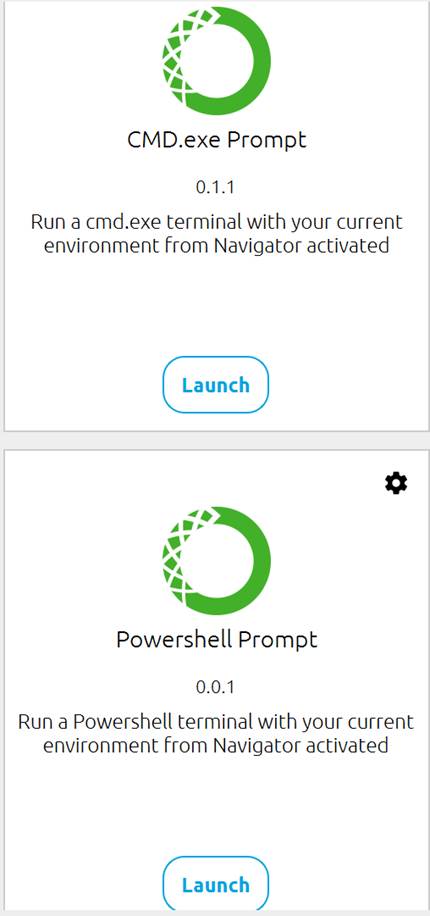 CMD.exe Prompt
0.1.1
Run a cmd.exe terminal with your current
environment from Navigator activated
Launch
Powershell Prompt
0.0.1
Run a Powershell terminal with your current
environment from Navigator activated
Launch